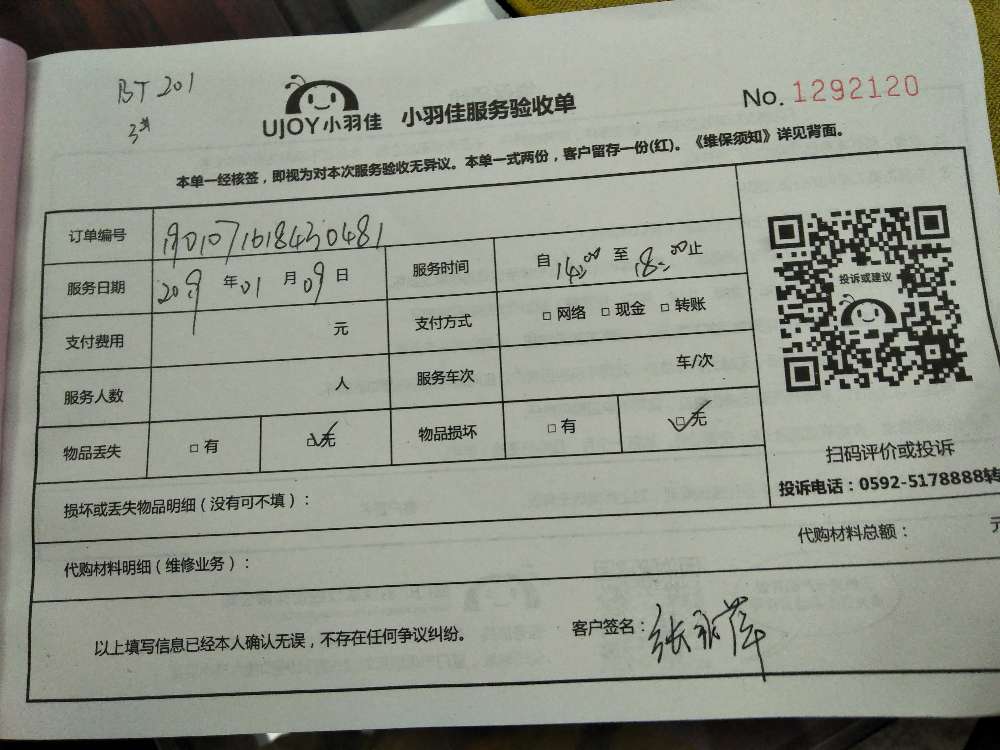 BT 201
UJOY小羽佳 小羽佳服务验收单 No. 1292120
本单一经核签，即视为对本次服务验收无异议。本单一式两份，客户留存一份(红)。《维保须知》详见背面。
订单编号 1901071618430481
服务日期 2019 年 01 月 09 日 服务时间 自 14:00 至 18:00 止
支付费用 元 支付方式 □ 网络 □ 现金 □ 转账
服务人数 人 服务车次 车/次
物品丢失 □ 有 □ 无 物品损坏 □ 有 □ 无
投诉或建议
扫码评价或投诉
投诉电话：0592-5178888转
损坏或丢失物品明细（没有可不填）：
代购材料明细（维修业务）： 代购材料总额： 元
以上填写信息已经本人确认无误，不存在任何争议纠纷。 客户签名：张